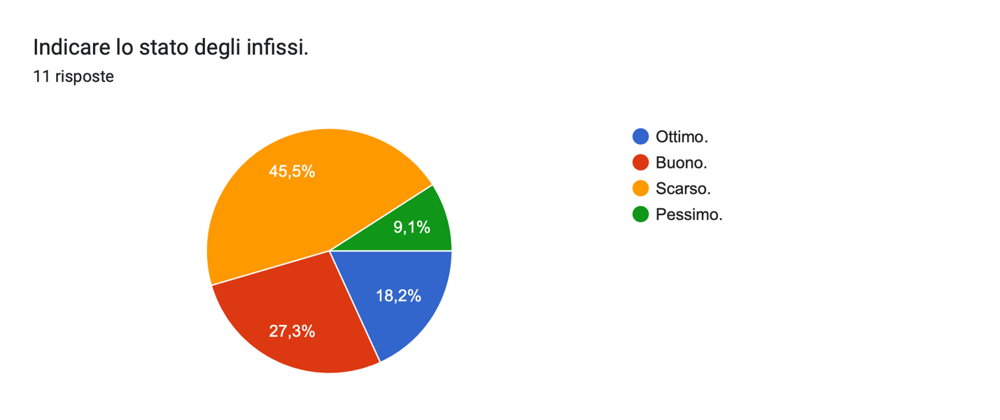 Indicare lo stato degli infissi.
11 risposte
45,5%
9,1%
18,2%
27,3%
Ottimo.
Buono.
Scarso.
Pessimo.